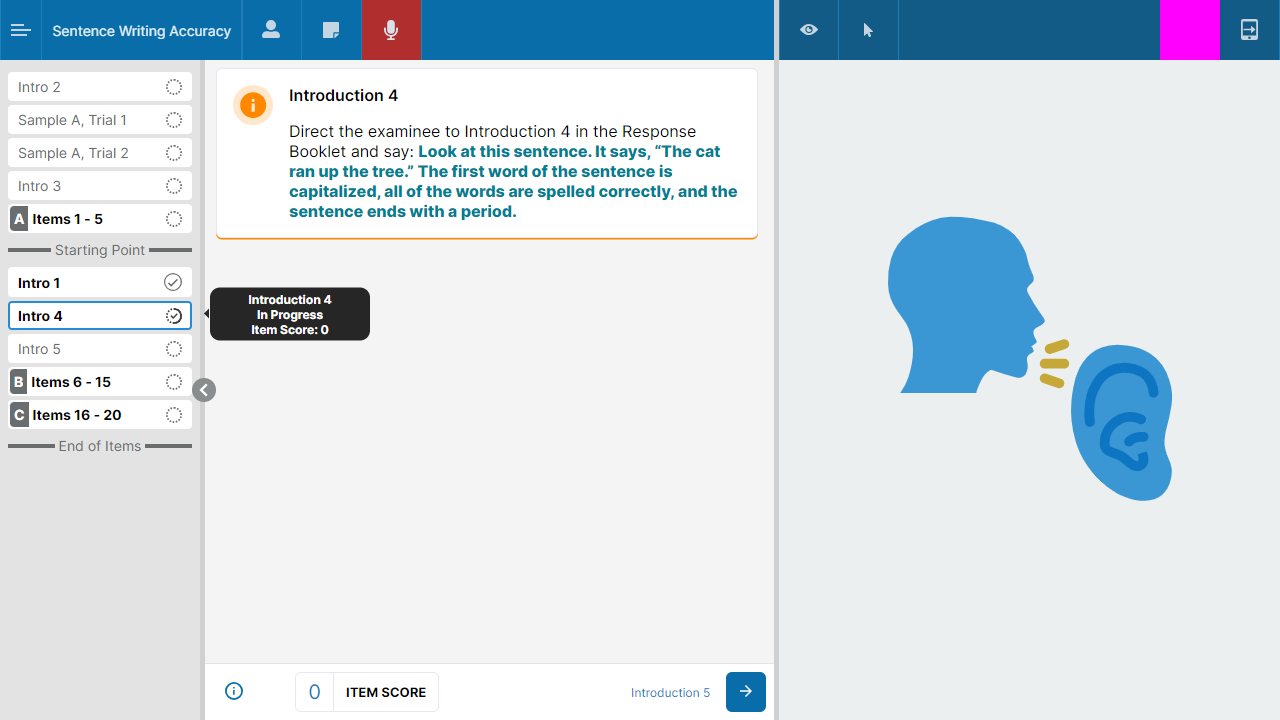 Sentence Writing Accuracy
Intro 2
Sample A, Trial 1
Sample A, Trial 2
Intro 3
A Items 1 - 5
Starting Point
Intro 1
Intro 4
Intro 5
B Items 6 - 15
C Items 16 - 20
End of Items
Introduction 4
Direct the examinee to Introduction 4 in the Response
Booklet and say: Look at this sentence. It says, “The cat
ran up the tree.” The first word of the sentence is
capitalized, all of the words are spelled correctly, and the
sentence ends with a period.
Introduction 4
In Progress
Item Score: 0
0 ITEM SCORE
Introduction 5